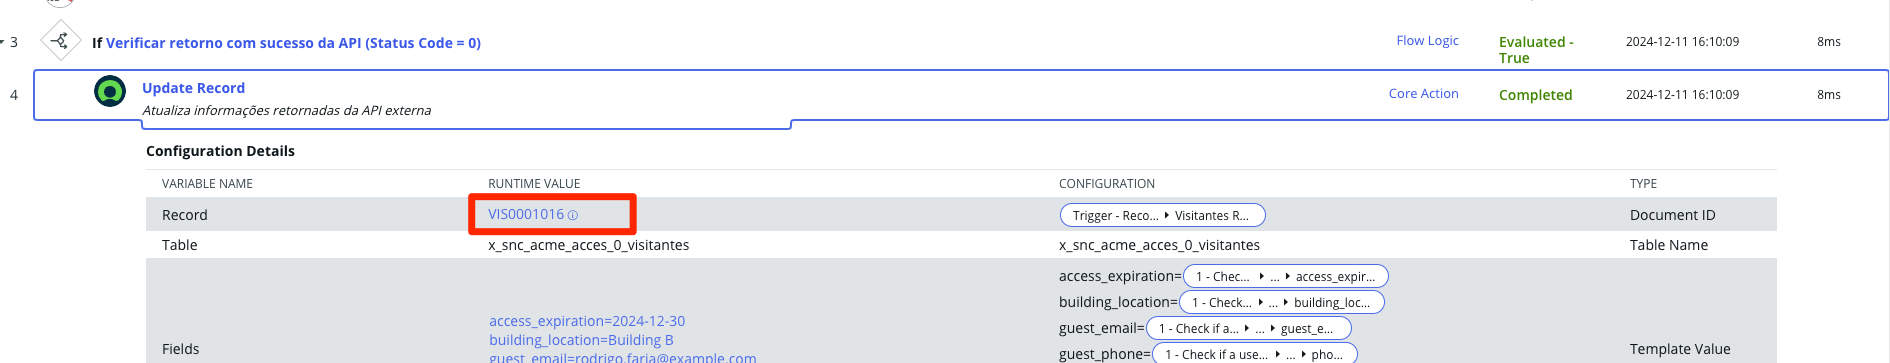 3 If Verificar retorno com sucesso da API (Status Code = 0) Flow Logic Evaluated - True 2024-12-11 16:10:09 8ms
4 Update Record Core Action Completed 2024-12-11 16:10:09 8ms
Atualiza informações retornadas da API externa
Configuration Details
VARIABLE NAME RUNTIME VALUE CONFIGURATION TYPE
Record VIS0001016 Trigger - Reco... Visitantes R... Document ID
Table x_snc_acme_acces_0_visitantes x_snc_acme_acces_0_visitantes Table Name
access_expiration= 1 - Chec... ... access_expir...
building_location= 1 - Check... ... building_loc...
access_expiration=2024-12-30 guest_email= 1 - Check if a... ... guest_e...
building_location=Building B
Fields guest_email=rodrigo.faria@example.com guest_phone= 1 - Check if a use... ... pho... Template Value